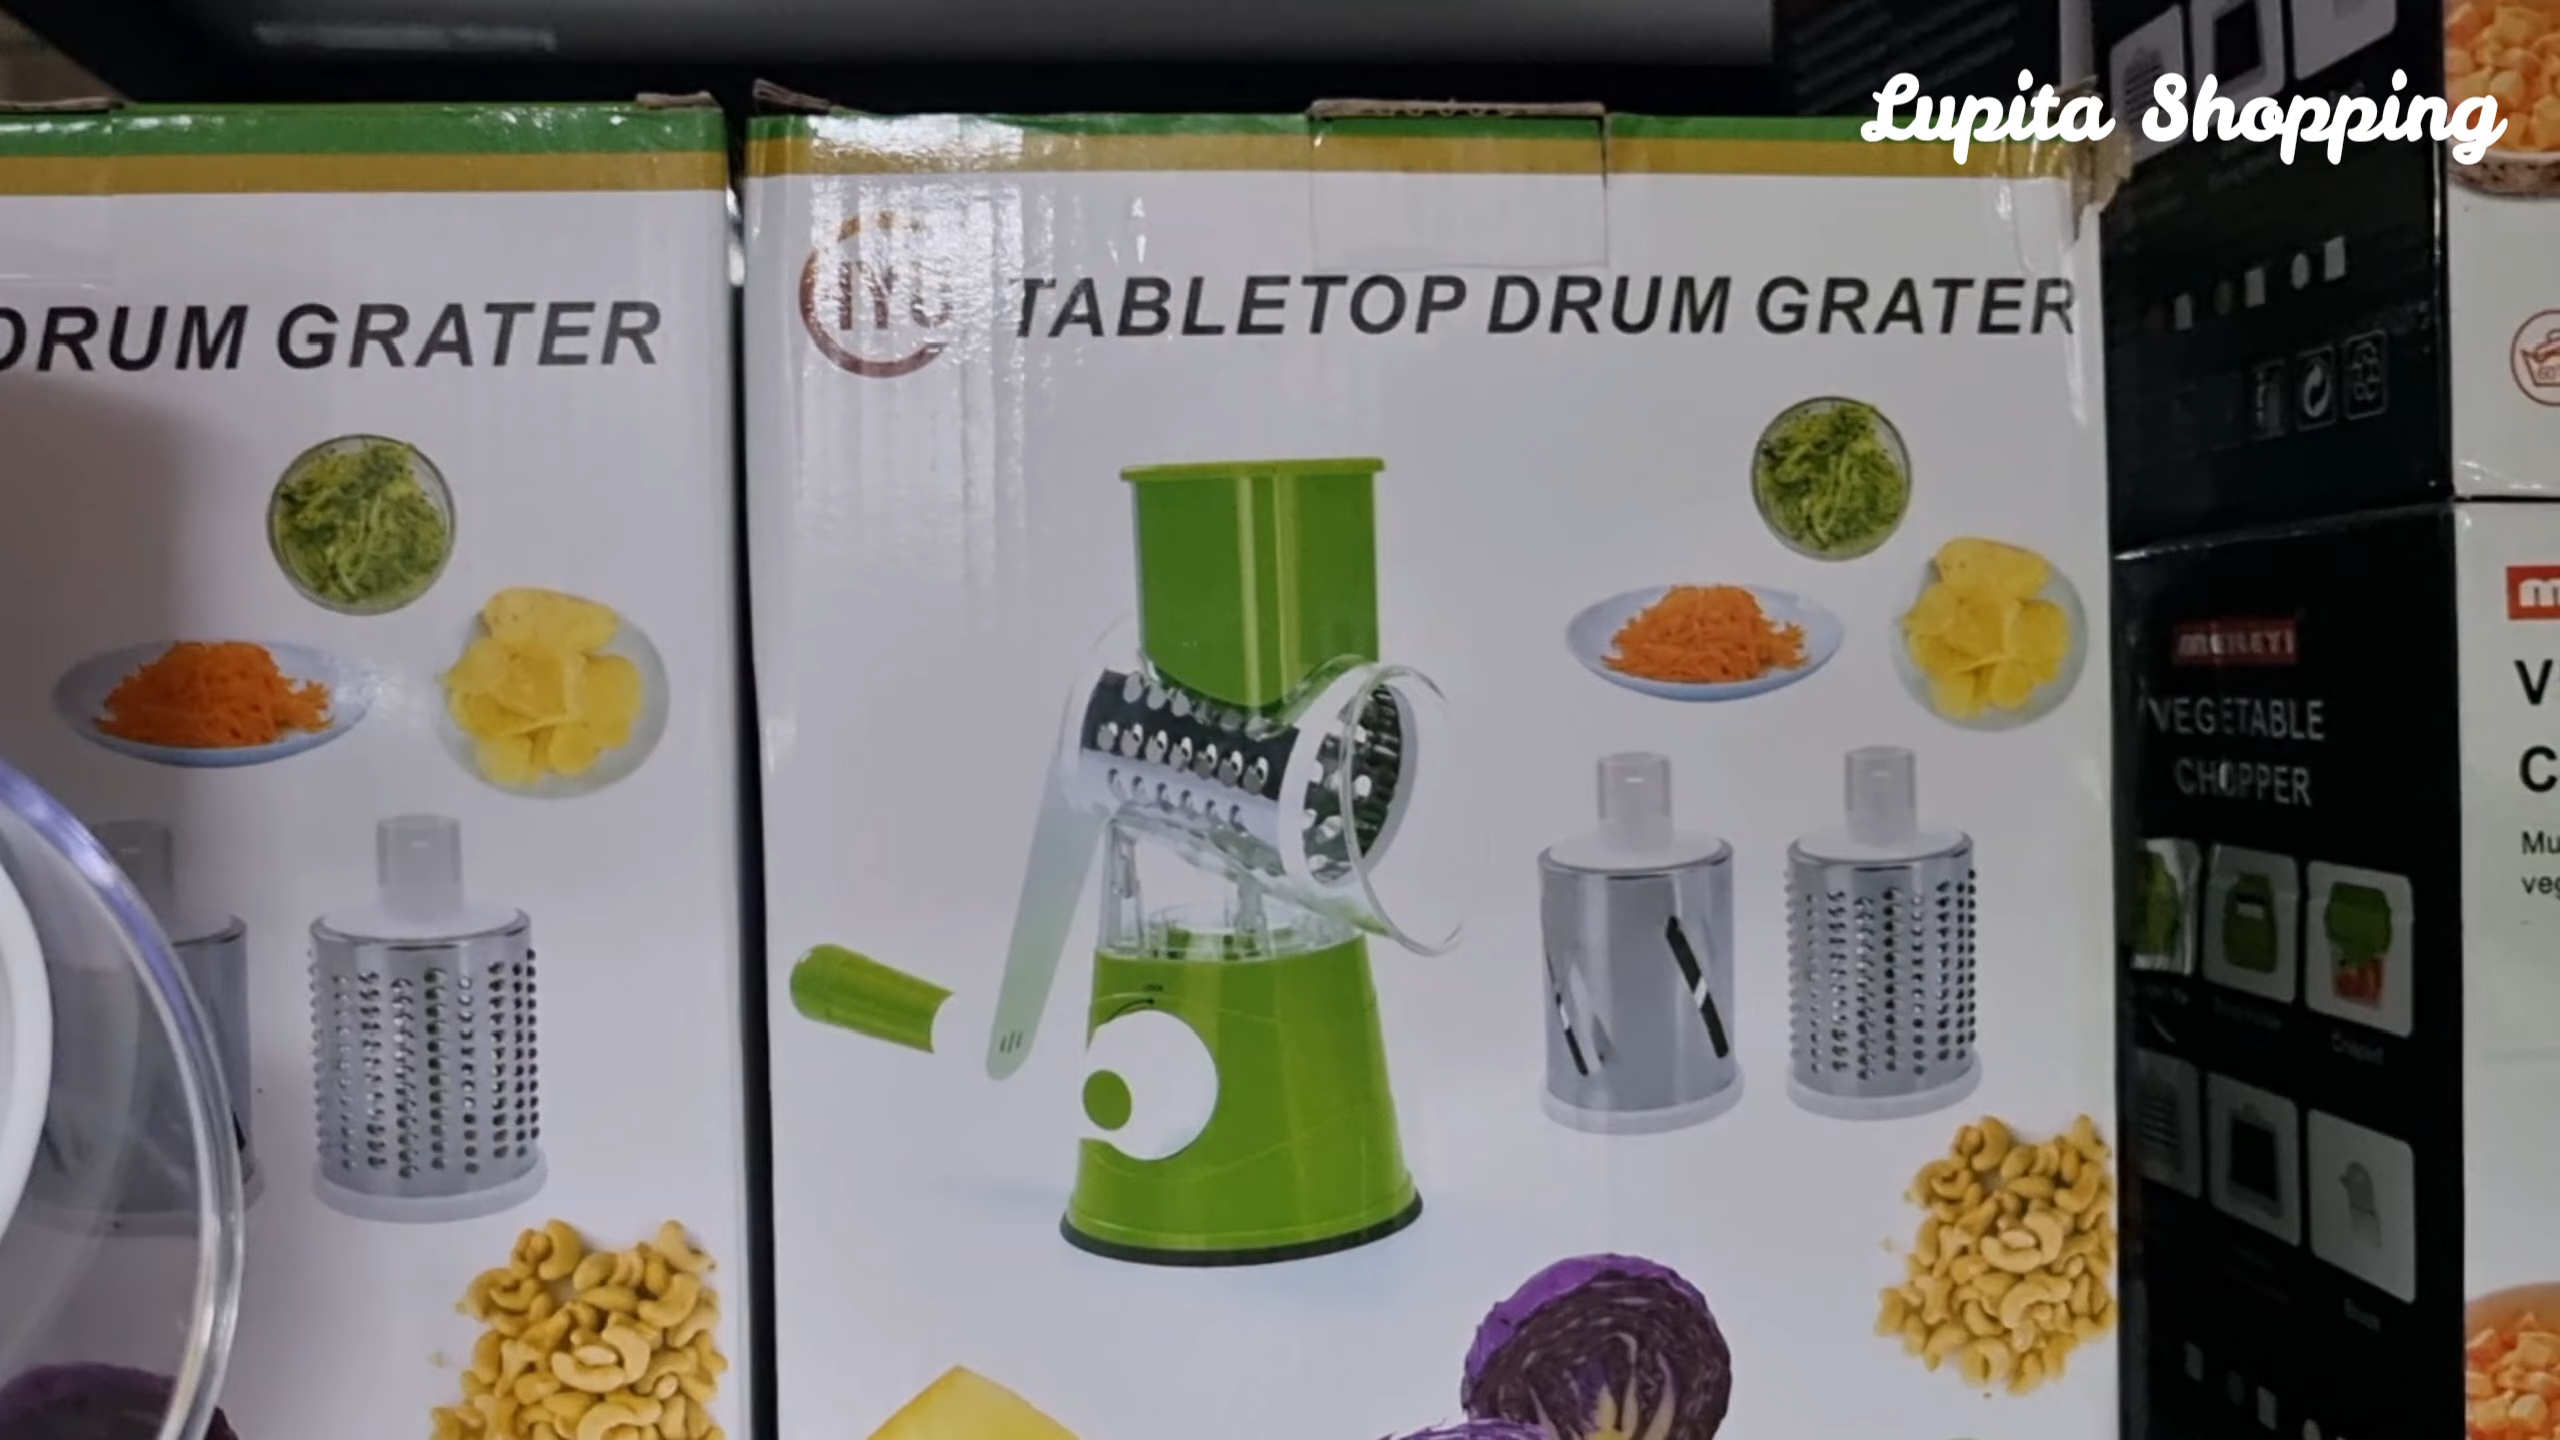 Lupita Shopping
DRUM GRATER
TABLETOP DRUM GRATER
VEGETABLE
CHOPPER